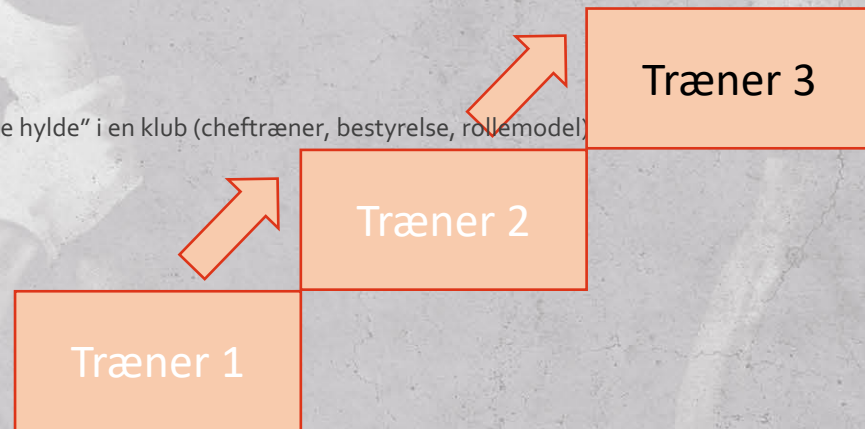 Træner 3
e hylde” i en klub (cheftræner, bestyrelse, rollemodel)
Træner 2
Træner 1